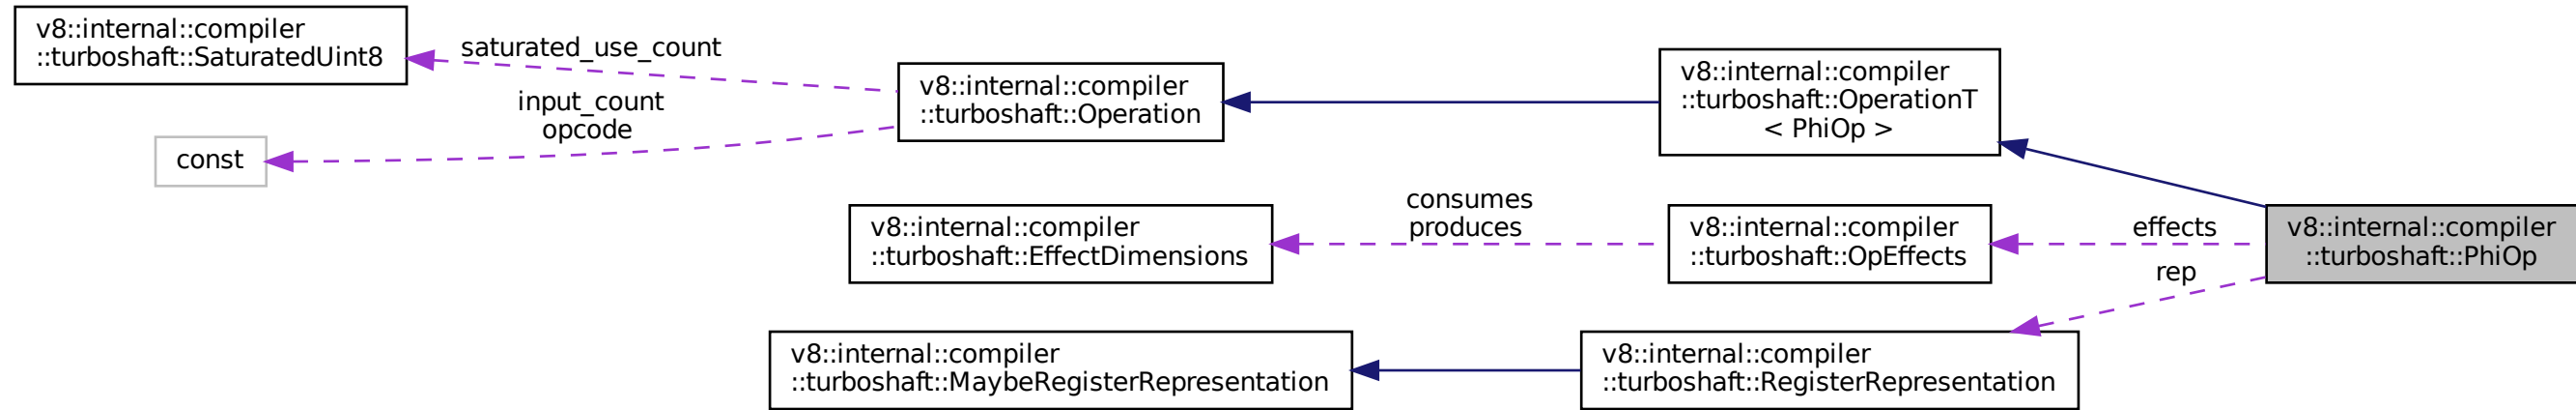 v8::internal::compiler
::turboshaft::SaturatedUint8
saturated_use_count
input_count
opcode
const
v8::internal::compiler
::turboshaft::Operation
v8::internal::compiler
::turboshaft::OperationT
< PhiOp >
v8::internal::compiler
::turboshaft::EffectDimensions
consumes
produces
v8::internal::compiler
::turboshaft::OpEffects
effects
rep
v8::internal::compiler
::turboshaft::PhiOp
v8::internal::compiler
::turboshaft::MaybeRegisterRepresentation
v8::internal::compiler
::turboshaft::RegisterRepresentation